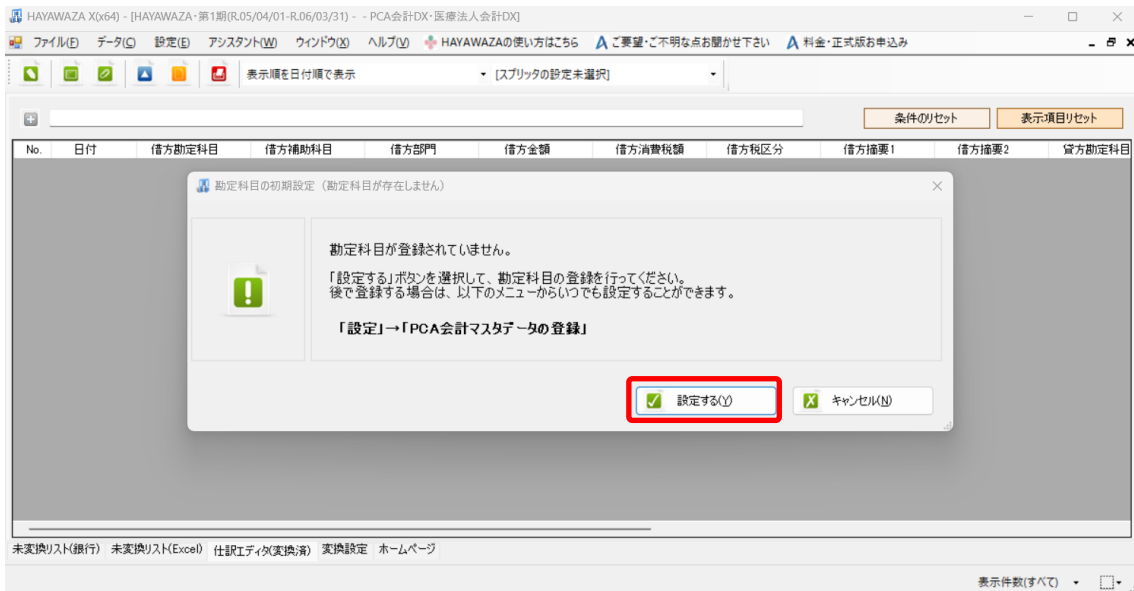 HAYAWAZA X(x64) - [HAYAWAZA・第1期(R.05/04/01-R.06/03/31) - - PCA会計DX・医療法人会計DX]
ファイル(F) データ(C) 設定(E) アシスタント(W) ウィンドウ(X) ヘルプ(V) HAYAWAZAの使い方はこちら ご要望・ご不明な点お聞かせ下さい 料金・正式版お申込み
表示順を日付順で表示 [スプリッタの設定未選択]
条件のリセット 表示項目リセット
No. 日付 借方勘定科目 借方補助科目 借方部門 借方金額 借方消費税額 借方税区分 借方摘要1 借方摘要2 貸方勘定科目
勘定科目の初期設定（勘定科目が存在しません）
勘定科目が登録されていません。
「設定する」ボタンを選択して、勘定科目の登録を行ってください。
後で登録する場合は、以下のメニューからいつでも設定することができます。
「設定」→「PCA会計マスタデータの登録」
設定する(Y) キャンセル(N)
未変換リスト(銀行) 未変換リスト(Excel) 仕訳エディタ(変換済) 変換設定 ホームページ
表示件数(すべて)